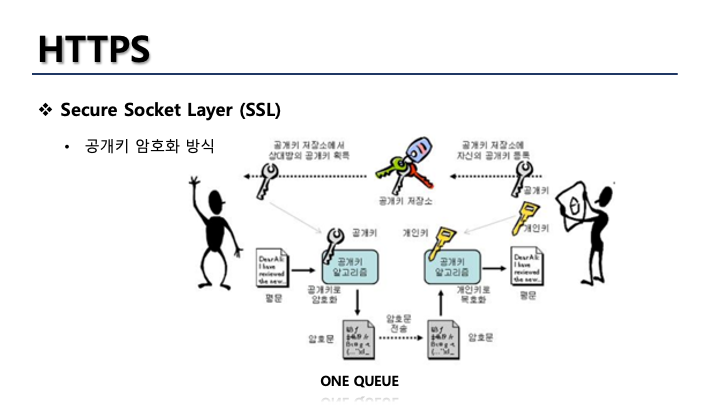 HTTPS
❖ Secure Socket Layer (SSL)
• 공개키 암호화 방식
공개키 저장소에서
상대방의 공개키 획득
공개키 저장소에
자신의 공개키 등록
공개키 저장소
공개키
개인키
공개키
개인키
공개키
알고리즘
공개키
알고리즘
Dear Ali:
I have
reviewed
the new...
Dear Ali:
I have
reviewed
the new...
평문
공개키로
암호화
개인키로
복호화
평문
암호문
암호문
전송
암호문
ONE QUEUE